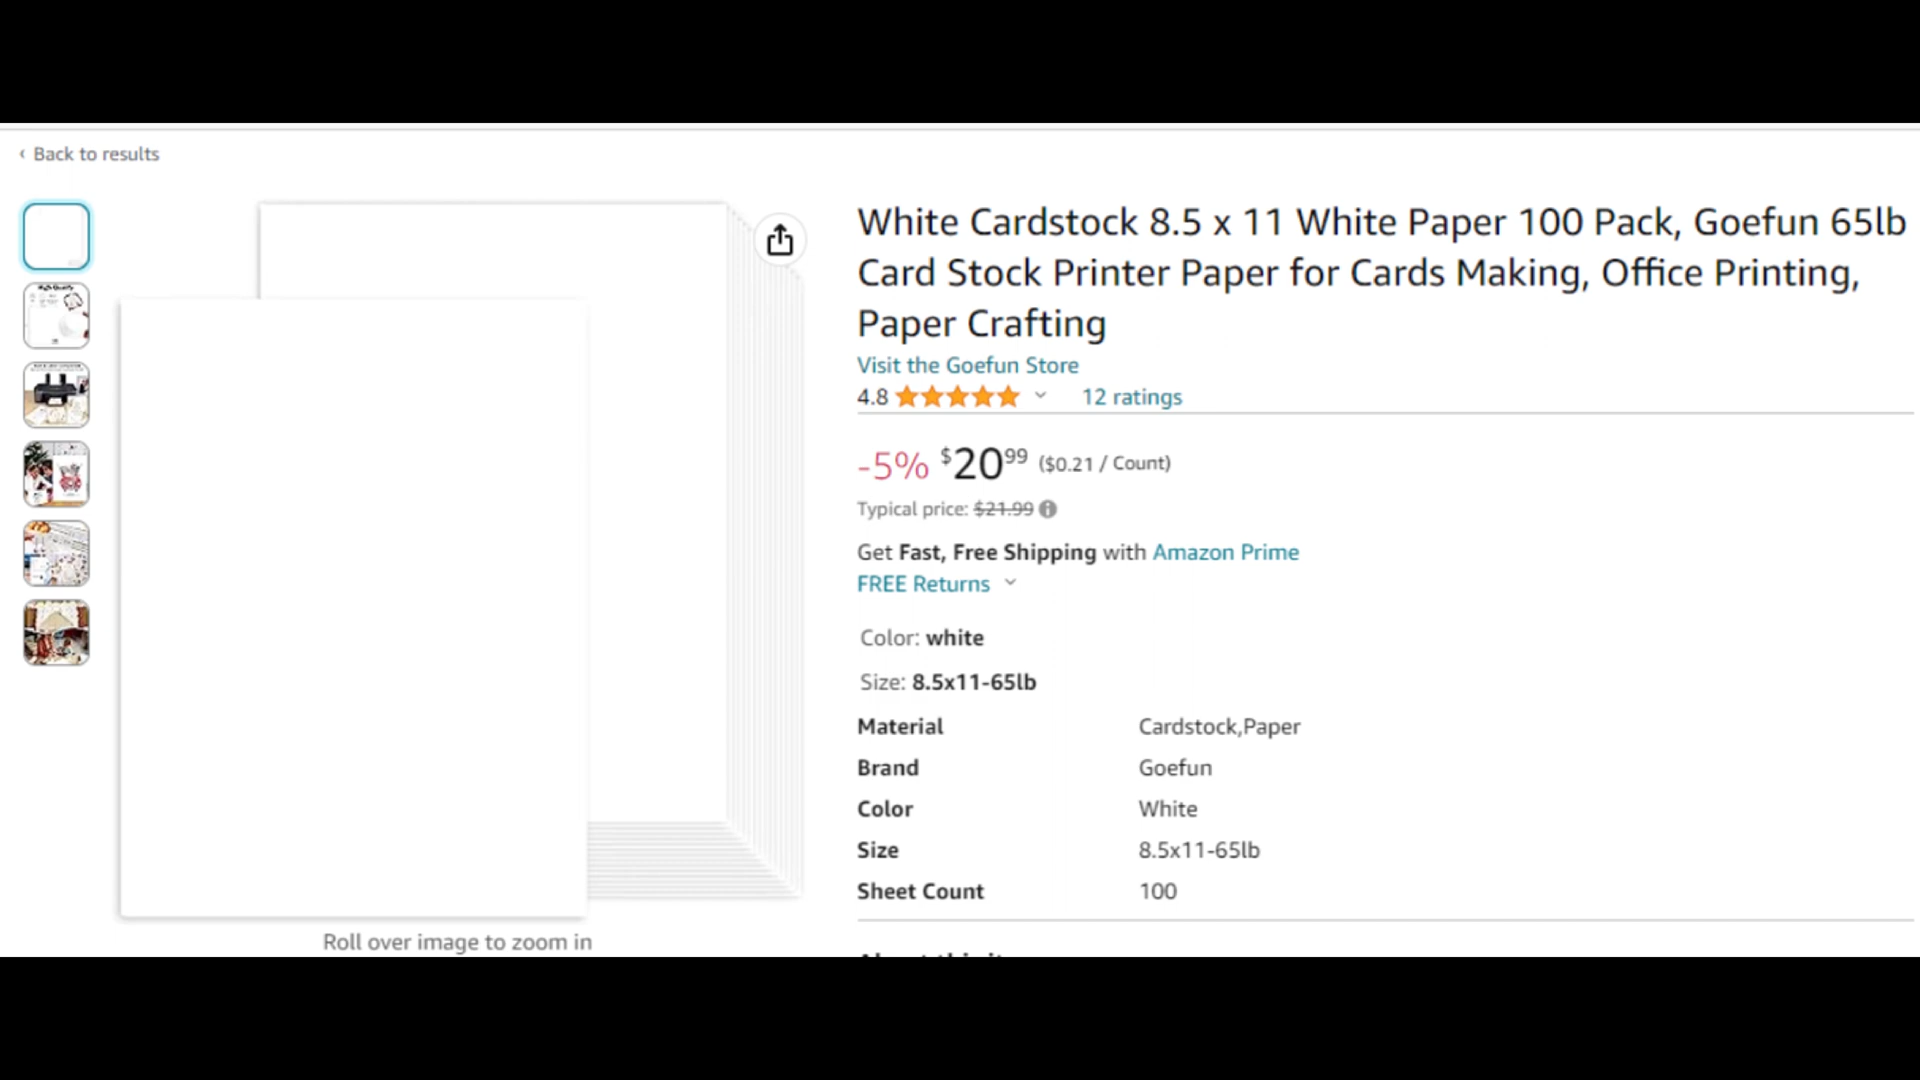 ‹ Back to results
White Cardstock 8.5 x 11 White Paper 100 Pack, Goefun 65lb
Card Stock Printer Paper for Cards Making, Office Printing,
Paper Crafting
Visit the Goefun Store
4.8 12 ratings
-5% $20.99 ($0.21 / Count)
Typical price: $21.99
Get Fast, Free Shipping with Amazon Prime
FREE Returns
Color: white
Size: 8.5x11-65lb
Material Cardstock,Paper
Brand Goefun
Color White
Size 8.5x11-65lb
Sheet Count 100
Roll over image to zoom in